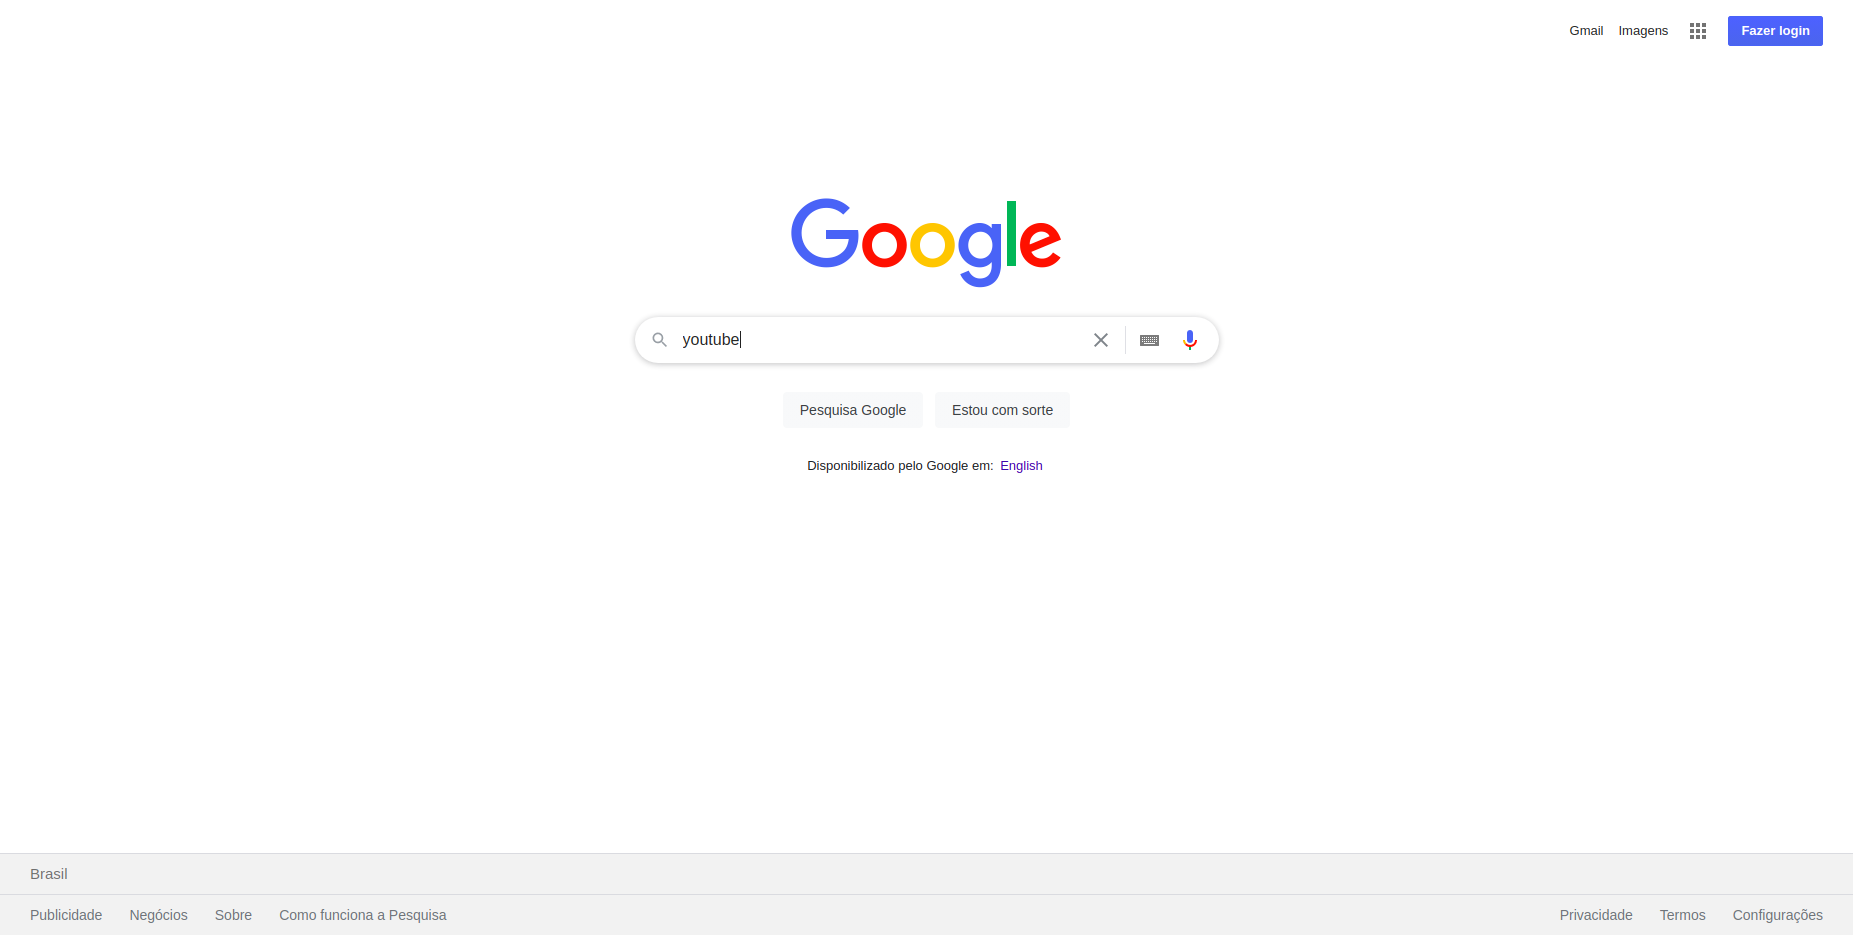 Gmail Imagens Fazer login
Google
youtube
Pesquisa Google Estou com sorte
Disponibilizado pelo Google em: English
Brasil
Publicidade Negócios Sobre Como funciona a Pesquisa Privacidade Termos Configurações